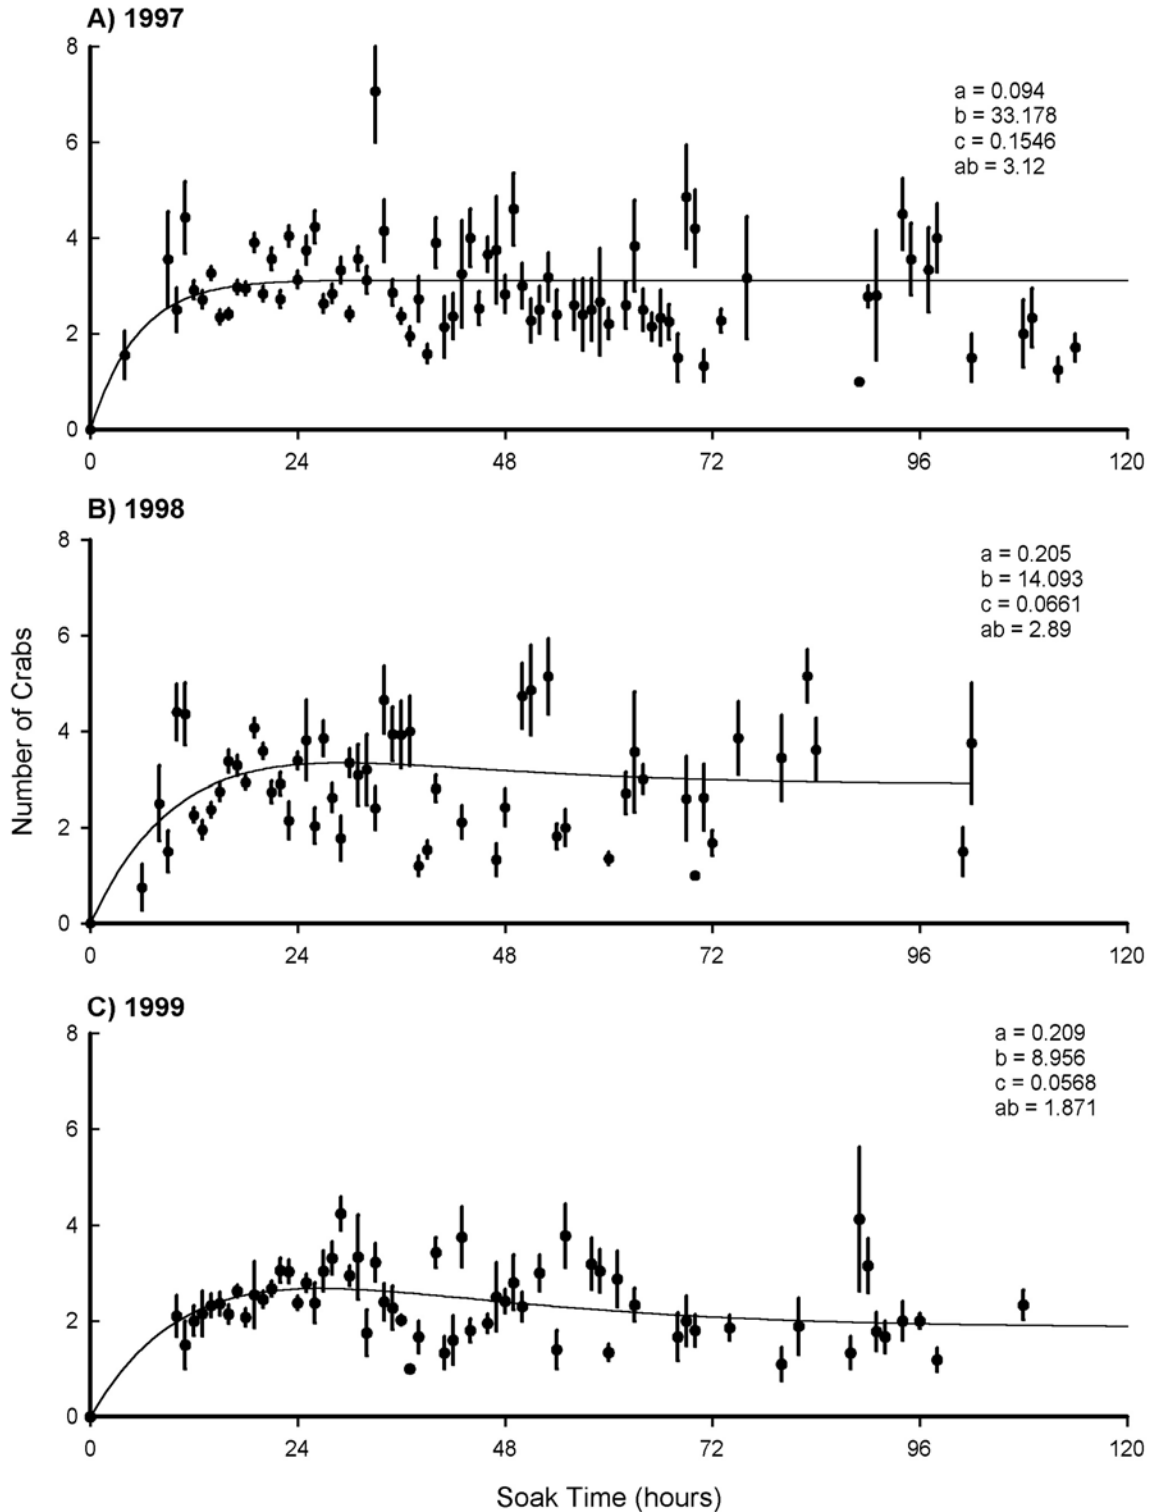 A) 1997
8
6
4
2
0
0 24 48 72 96 120
a = 0.094
b = 33.178
c = 0.1546
ab = 3.12
B) 1998
8
6
4
2
0
0 24 48 72 96 120
a = 0.205
b = 14.093
c = 0.0661
ab = 2.89
Number of Crabs
C) 1999
8
6
4
2
0
0 24 48 72 96 120
a = 0.209
b = 8.956
c = 0.0568
ab = 1.871
Soak Time (hours)